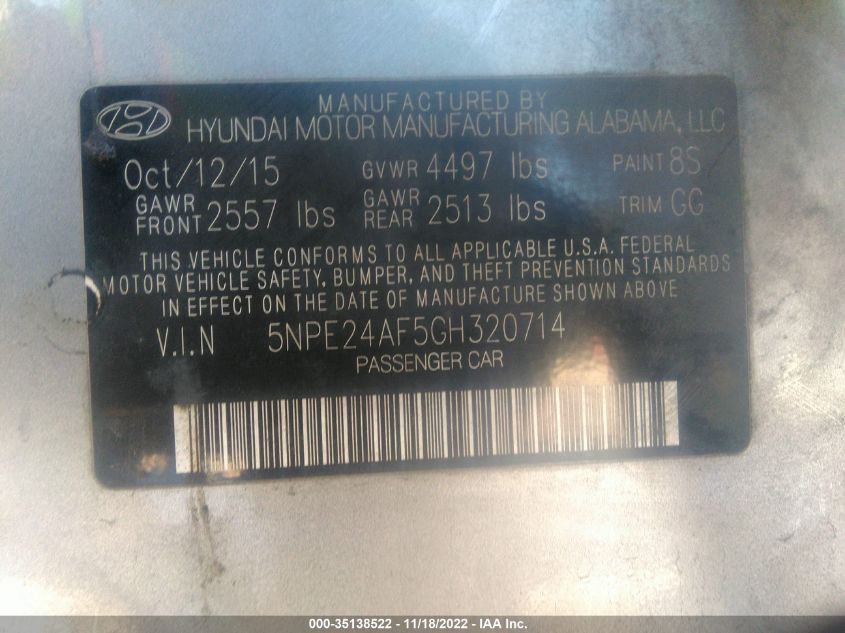 MANUFACTURED BY
HYUNDAI MOTOR MANUFACTURING ALABAMA, LLC
Oct/12/15 GVWR 4497 lbs PAINT 8S
GAWR FRONT 2557 lbs GAWR REAR 2513 lbs TRIM GG
THIS VEHICLE CONFORMS TO ALL APPLICABLE U.S.A. FEDERAL
MOTOR VEHICLE SAFETY, BUMPER, AND THEFT PREVENTION STANDARDS
IN EFFECT ON THE DATE OF MANUFACTURE SHOWN ABOVE
V.I.N 5NPE24AF5GH320714
PASSENGER CAR
000-35138522 - 11/18/2022 - IAA Inc.